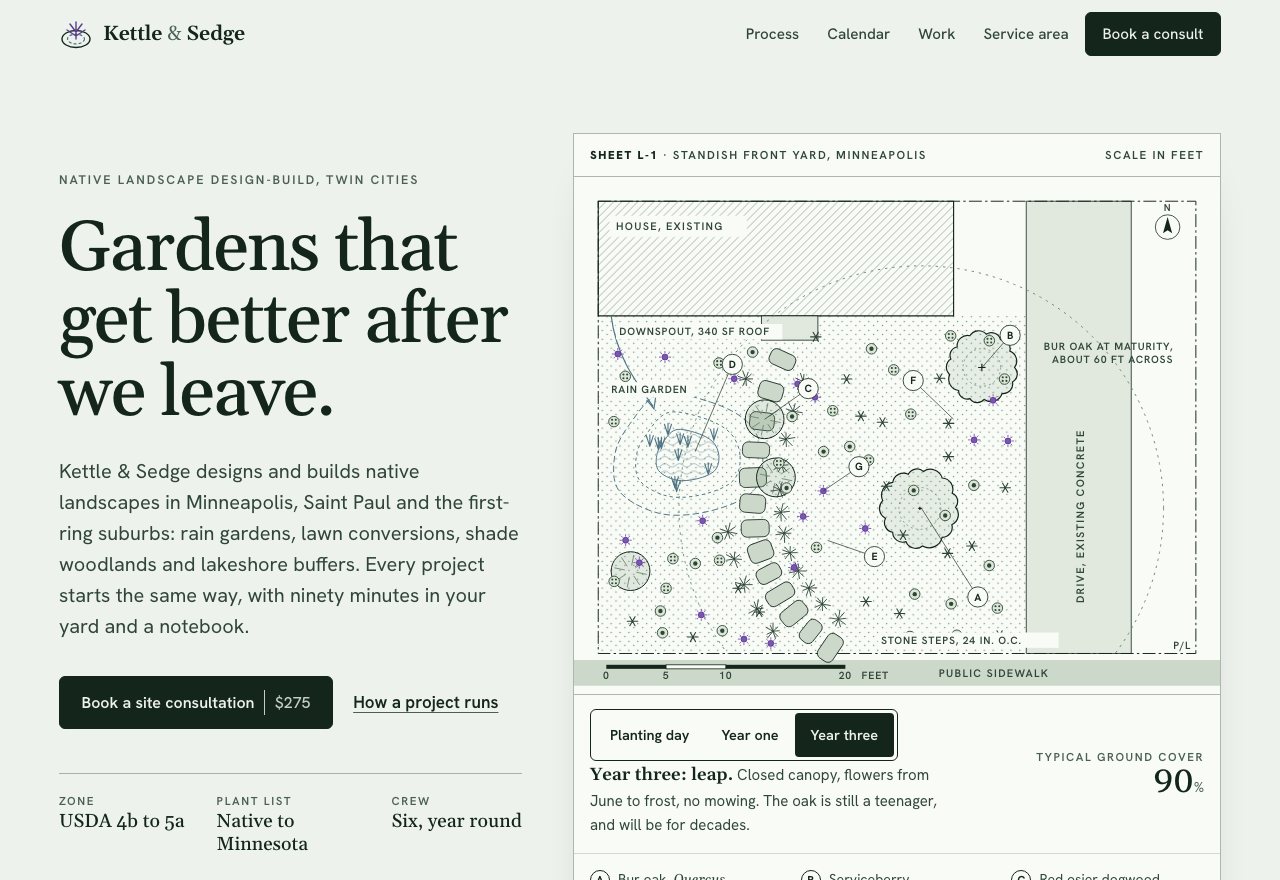 Kettle & Sedge
Process
Calendar
Work
Service area
Book a consult
NATIVE LANDSCAPE DESIGN-BUILD, TWIN CITIES
Gardens that
get better after
we leave.
Kettle & Sedge designs and builds native
landscapes in Minneapolis, Saint Paul and the first-
ring suburbs: rain gardens, lawn conversions, shade
woodlands and lakeshore buffers. Every project
starts the same way, with ninety minutes in your
yard and a notebook.
Book a site consultation $275
How a project runs
ZONE
USDA 4b to 5a
PLANT LIST
Native to
Minnesota
CREW
Six, year round
SHEET L-1 · STANDISH FRONT YARD, MINNEAPOLIS
SCALE IN FEET
N
HOUSE, EXISTING
DOWNSPOUT, 340 SF ROOF
B
BUR OAK AT MATURITY,
ABOUT 60 FT ACROSS
D
F
C
RAIN GARDEN
G
DRIVE, EXISTING CONCRETE
E
A
STONE STEPS, 24 IN. O.C.
P/L
0 5 10 20 FEET
PUBLIC SIDEWALK
Planting day
Year one
Year three
Year three: leap. Closed canopy, flowers from
June to frost, no mowing. The oak is still a teenager,
and will be for decades.
TYPICAL GROUND COVER
90%
A Bur oak Quercus
B Serviceberry
C Red osier dogwood